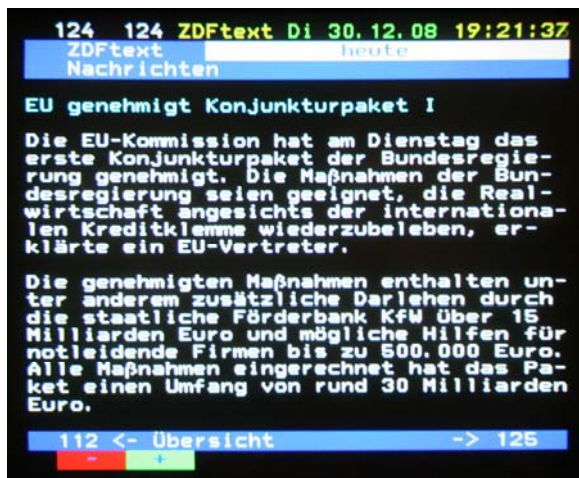 124 124 ZDFtext Di 30.12.08 19:21:37
ZDFtext heute
Nachrichten
EU genehmigt Konjunkturpaket I
Die EU-Kommission hat am Dienstag das
erste Konjunkturpaket der Bundesregie-
rung genehmigt. Die Maßnahmen der Bun-
desregierung seien geeignet, die Real-
wirtschaft angesichts der internationa-
len Kreditklemme wiederzubeleben, er-
klärte ein EU-Vertreter.
Die genehmigten Maßnahmen enthalten un-
ter anderem zusätzliche Darlehen durch
die staatliche Förderbank KfW über 15
Milliarden Euro und mögliche Hilfen für
notleidende Firmen bis zu 500.000 Euro.
Alle Maßnahmen eingerechnet hat das Pa-
ket einen Umfang von rund 30 Milliarden
Euro.
112 <- Übersicht -> 125
- +